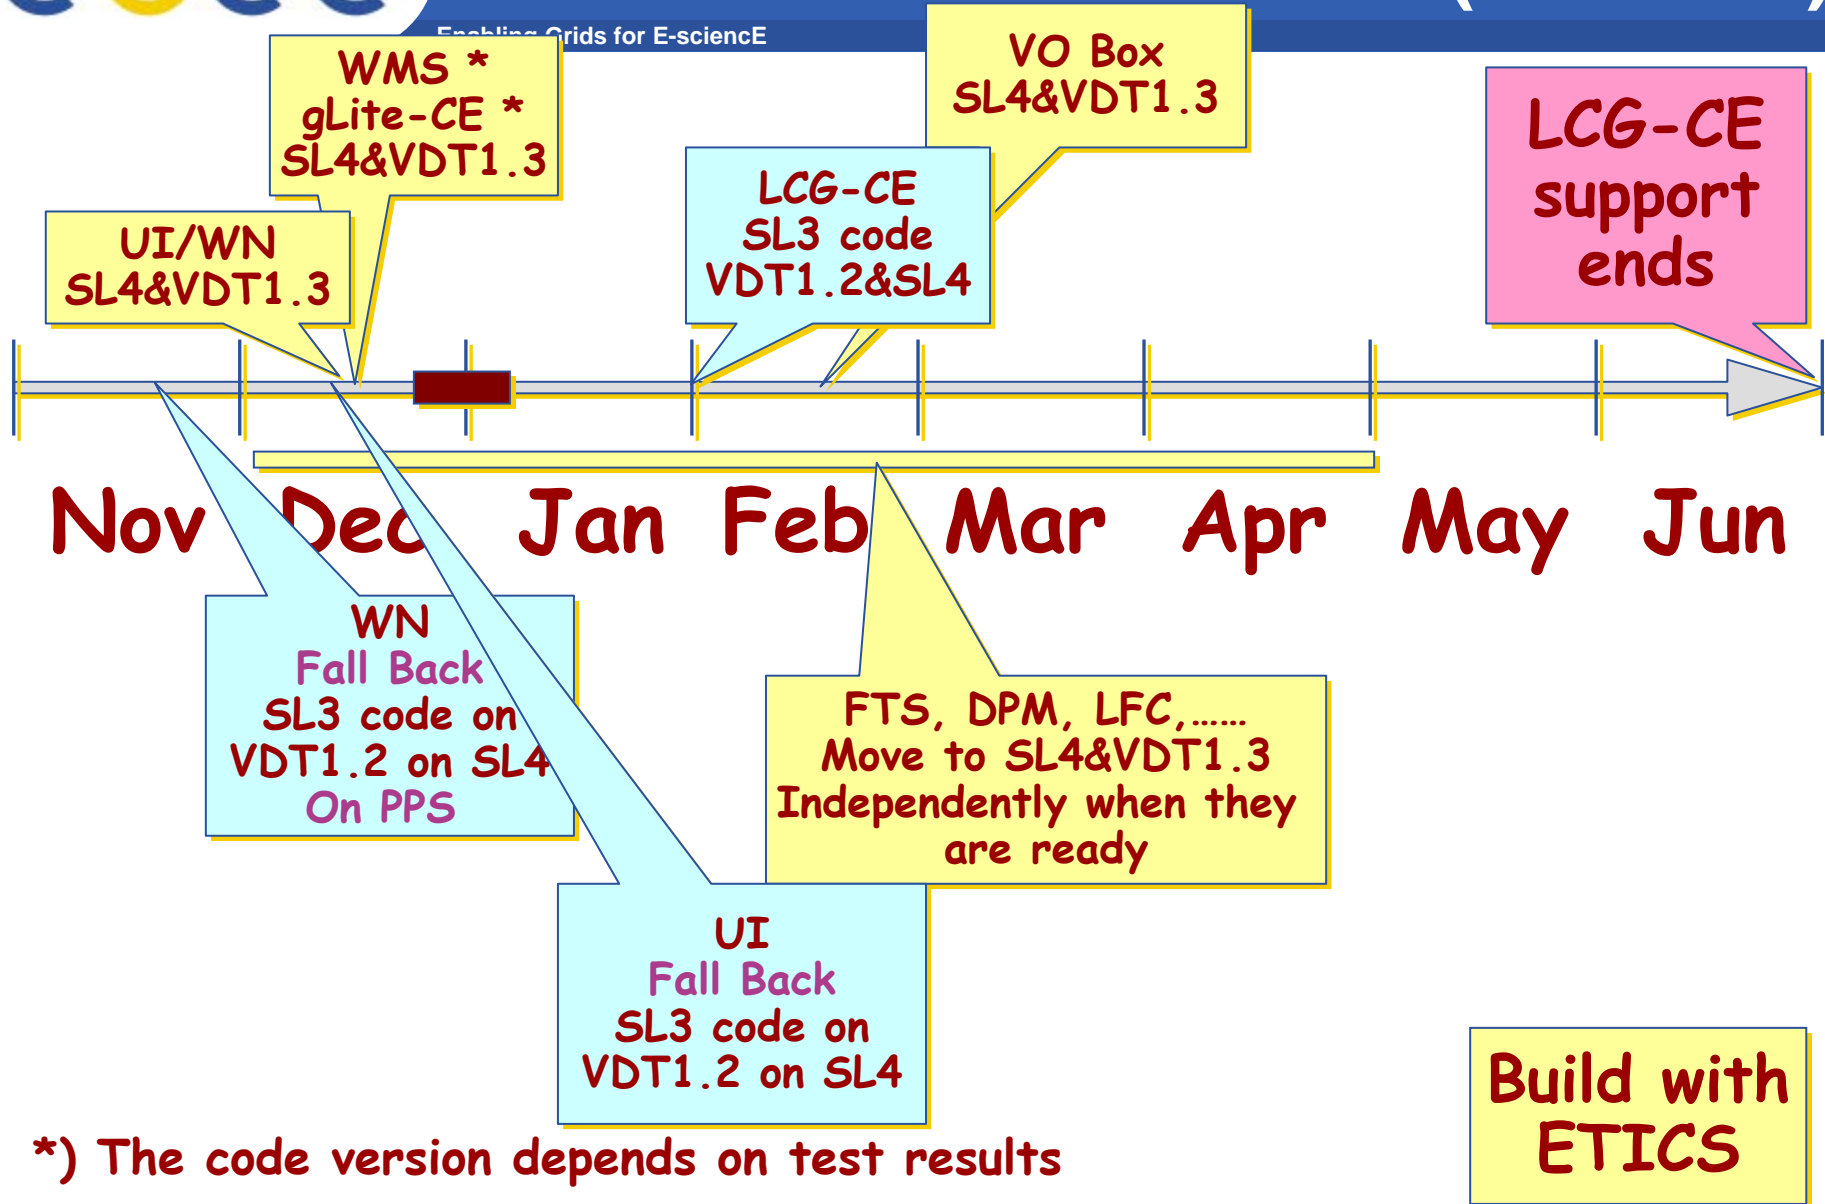 Enabling Grids for E-sciencE
WMS *
gLite-CE *
SL4&VDT1.3
VO Box
SL4&VDT1.3
LCG-CE
support
ends
LCG-CE
SL3 code
VDT1.2&SL4
UI/WN
SL4&VDT1.3
Nov Dec Jan Feb Mar Apr May Jun
WN
Fall Back
SL3 code on
VDT1.2 on SL4
On PPS
FTS, DPM, LFC,......
Move to SL4&VDT1.3
Independently when they
are ready
UI
Fall Back
SL3 code on
VDT1.2 on SL4
Build with
ETICS
*) The code version depends on test results